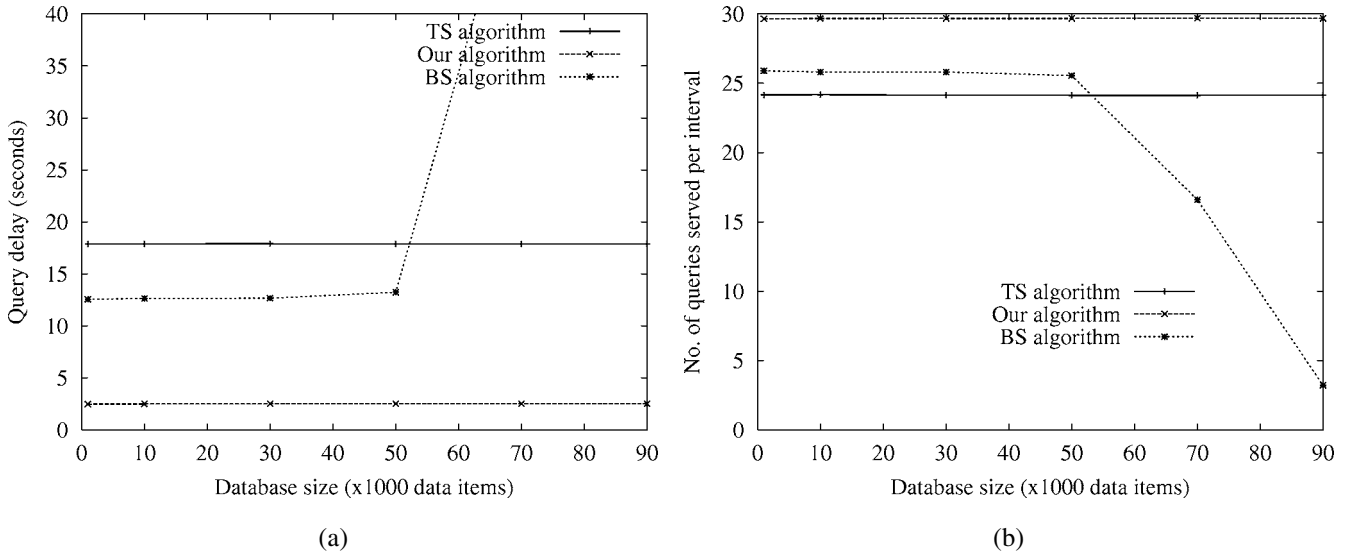 40
35
30
25
20
15
10
5
0
Query delay (seconds)
TS algorithm
Our algorithm
BS algorithm
0 10 20 30 40 50 60 70 80 90
Database size (x1000 data items)
(a)
30
25
20
15
10
5
0
No. of queries served per interval
TS algorithm
Our algorithm
BS algorithm
0 10 20 30 40 50 60 70 80 90
Database size (x1000 data items)
(b)